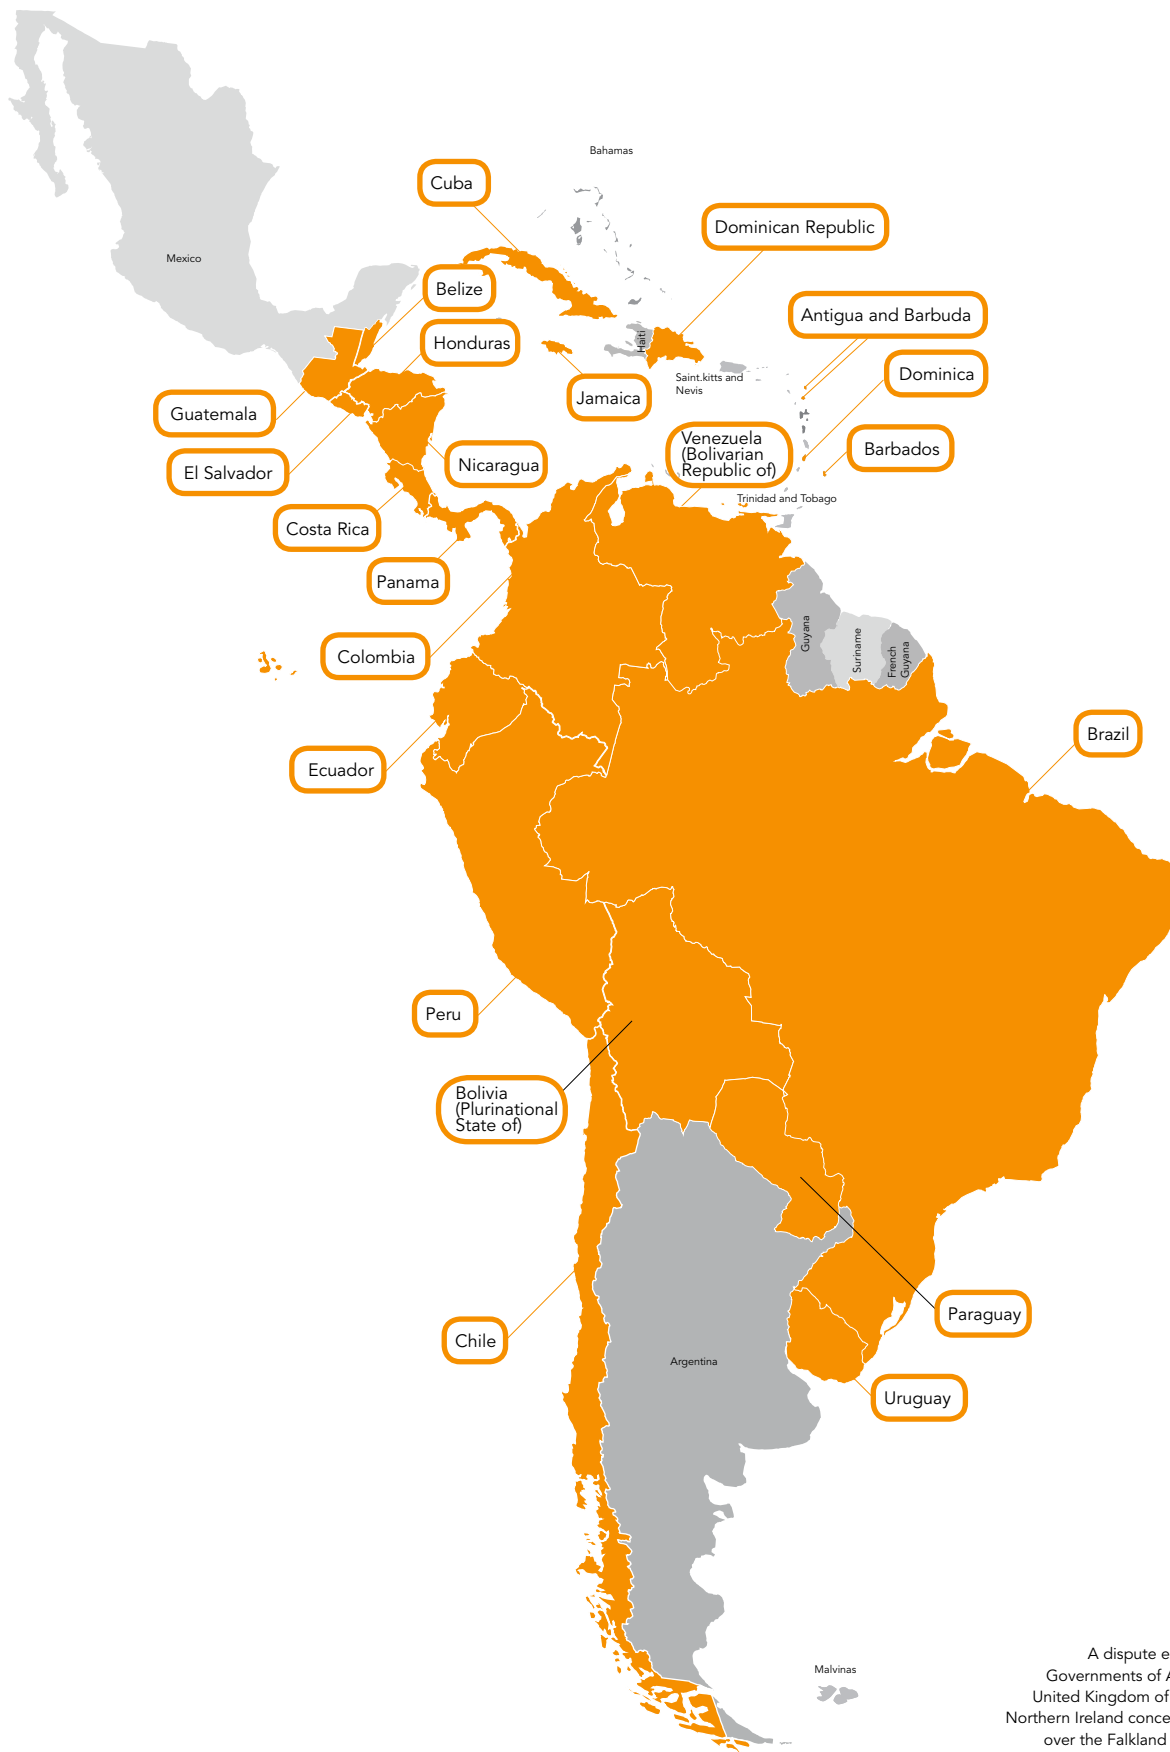 Bahamas
Cuba
Dominican Republic
Mexico
Belize
Antigua and Barbuda
Honduras
Haiti
Saint.kitts and
Nevis
Dominica
Jamaica
Guatemala
Venezuela
(Bolivarian
Republic of)
Barbados
El Salvador
Nicaragua
Trinidad and Tobago
Costa Rica
Panama
Guyana
Suriname
French
Guyana
Colombia
Brazil
Ecuador
Peru
Bolivia
(Plurinational
State of)
Paraguay
Chile
Argentina
Uruguay
Malvinas
A dispute e
Governments of A
United Kingdom of
Northern Ireland conce
over the Falkland